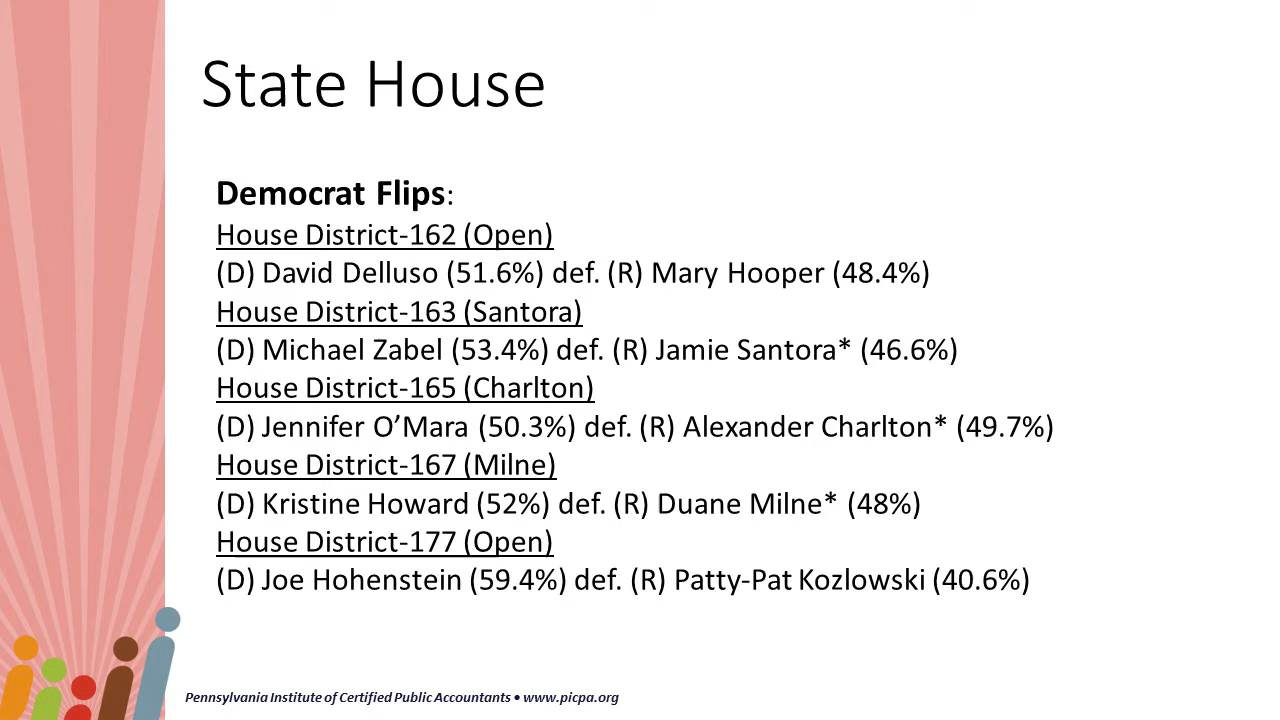 State House
Democrat Flips:
House District-162 (Open)
(D) David Delluso (51.6%) def. (R) Mary Hooper (48.4%)
House District-163 (Santora)
(D) Michael Zabel (53.4%) def. (R) Jamie Santora* (46.6%)
House District-165 (Charlton)
(D) Jennifer O’Mara (50.3%) def. (R) Alexander Charlton* (49.7%)
House District-167 (Milne)
(D) Kristine Howard (52%) def. (R) Duane Milne* (48%)
House District-177 (Open)
(D) Joe Hohenstein (59.4%) def. (R) Patty-Pat Kozlowski (40.6%)
Pennsylvania Institute of Certified Public Accountants • www.picpa.org